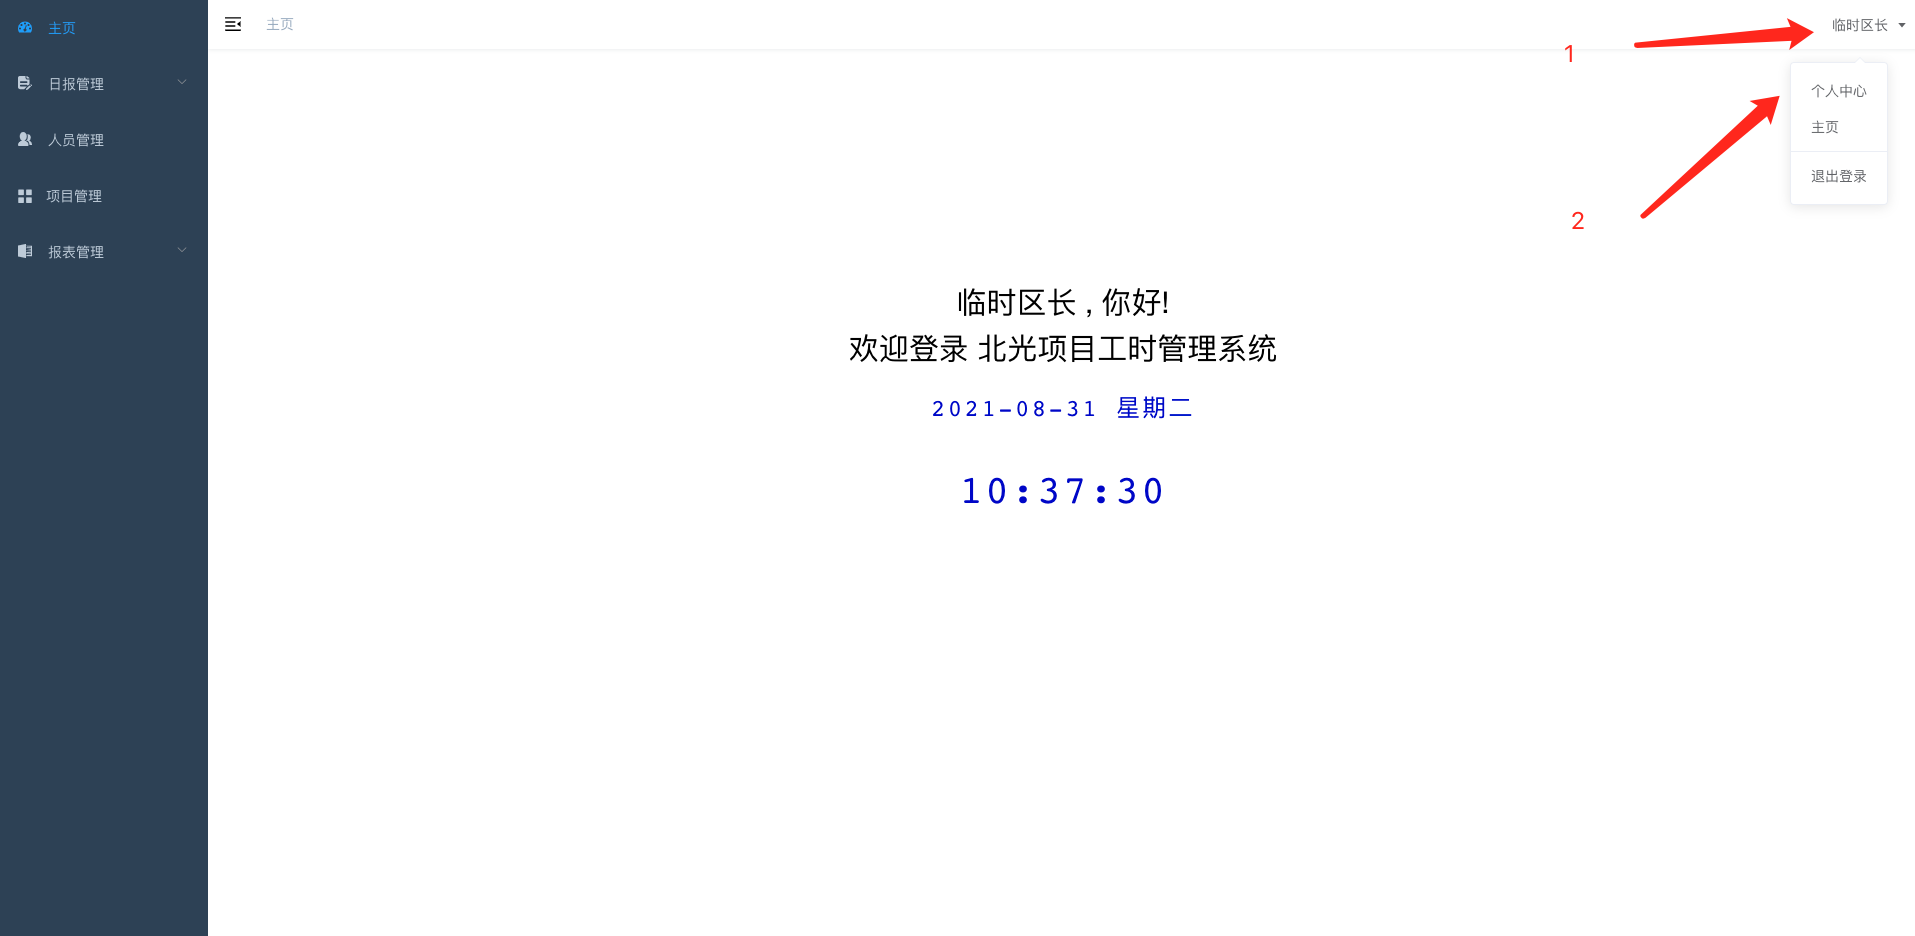 主页
日报管理
人员管理
项目管理
报表管理
主页
临时区长
1
个人中心
主页
退出登录
2
临时区长 , 你好!
欢迎登录 北光项目工时管理系统
2021-08-31 星期二
10:37:30